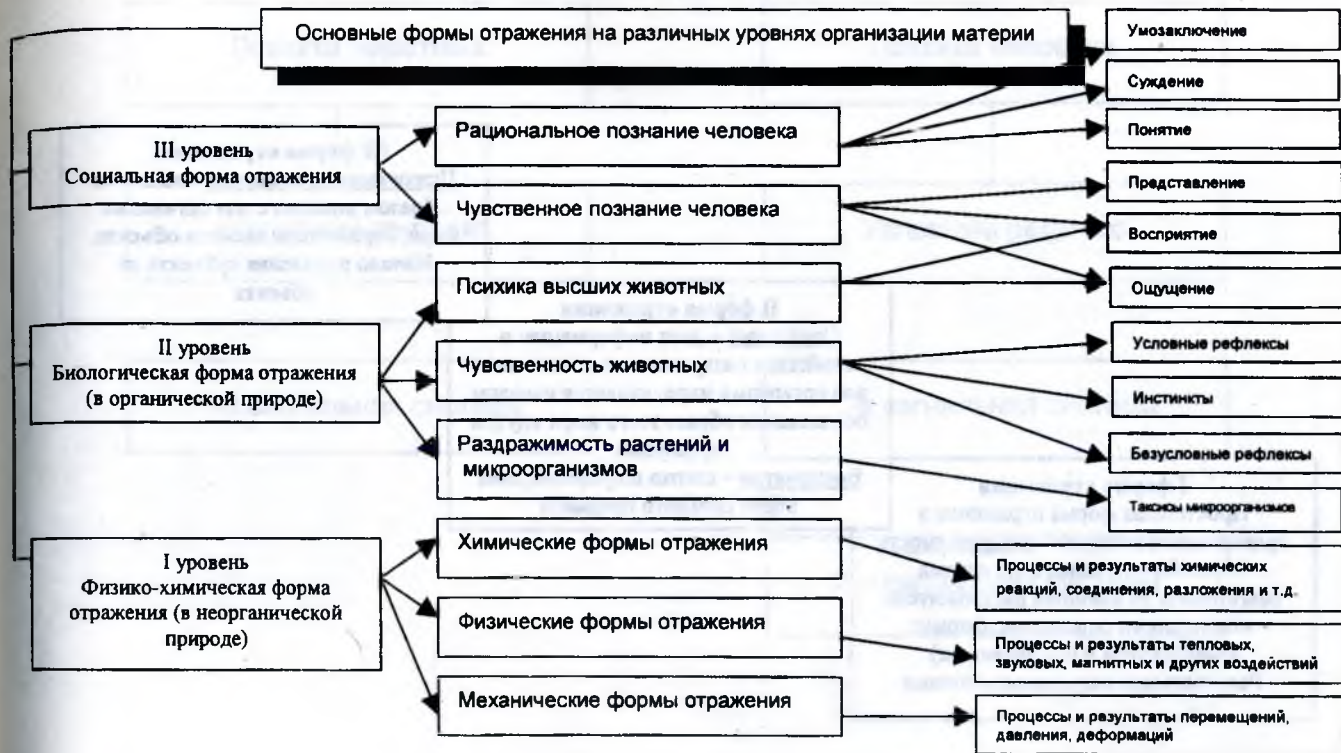 Основные формы отражения на различных уровнях организации материи
III уровень
Социальная форма отражения
Рациональное познание человека
Чувственное познание человека
Умозаключение
Суждение
Понятие
Представление
Восприятие
Ощущение
II уровень
Биологическая форма отражения
(в органической природе)
Психика высших животных
Чувственность животных
Раздражимость растений и
микроорганизмов
Условные рефлексы
Инстинкты
Безусловные рефлексы
Таксисы микроорганизмов
I уровень
Физико-химическая форма
отражения (в неорганической
природе)
Химические формы отражения
Физические формы отражения
Механические формы отражения
Процессы и результаты химических
реакций, соединения, разложения и т.д.
Процессы и результаты тепловых,
звуковых, магнитных и других воздействий
Процессы и результаты перемещений,
давления, деформаций